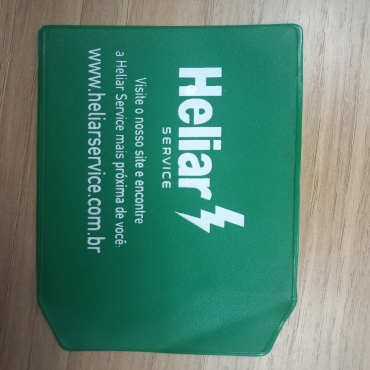 Heliar
SERVICE
Visite o nosso site e encontre
a Heliar Service mais próxima de você:
www.heliarservice.com.br